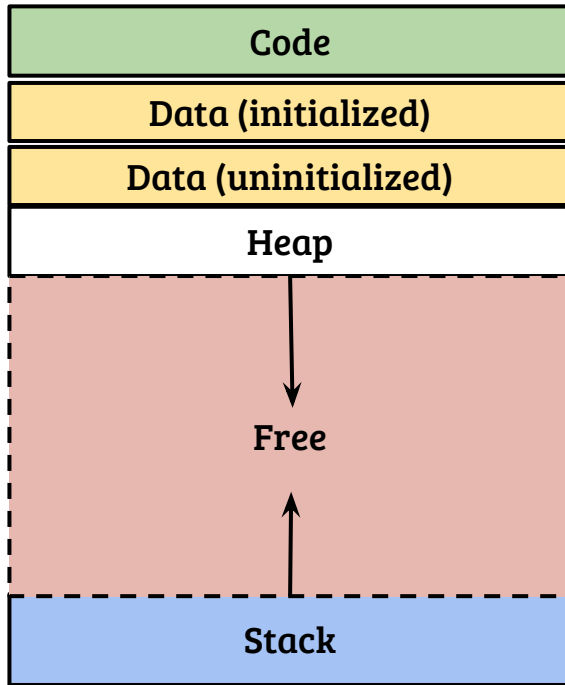 Code
Data (initialized)
Data (uninitialized)
Heap
Free
Stack